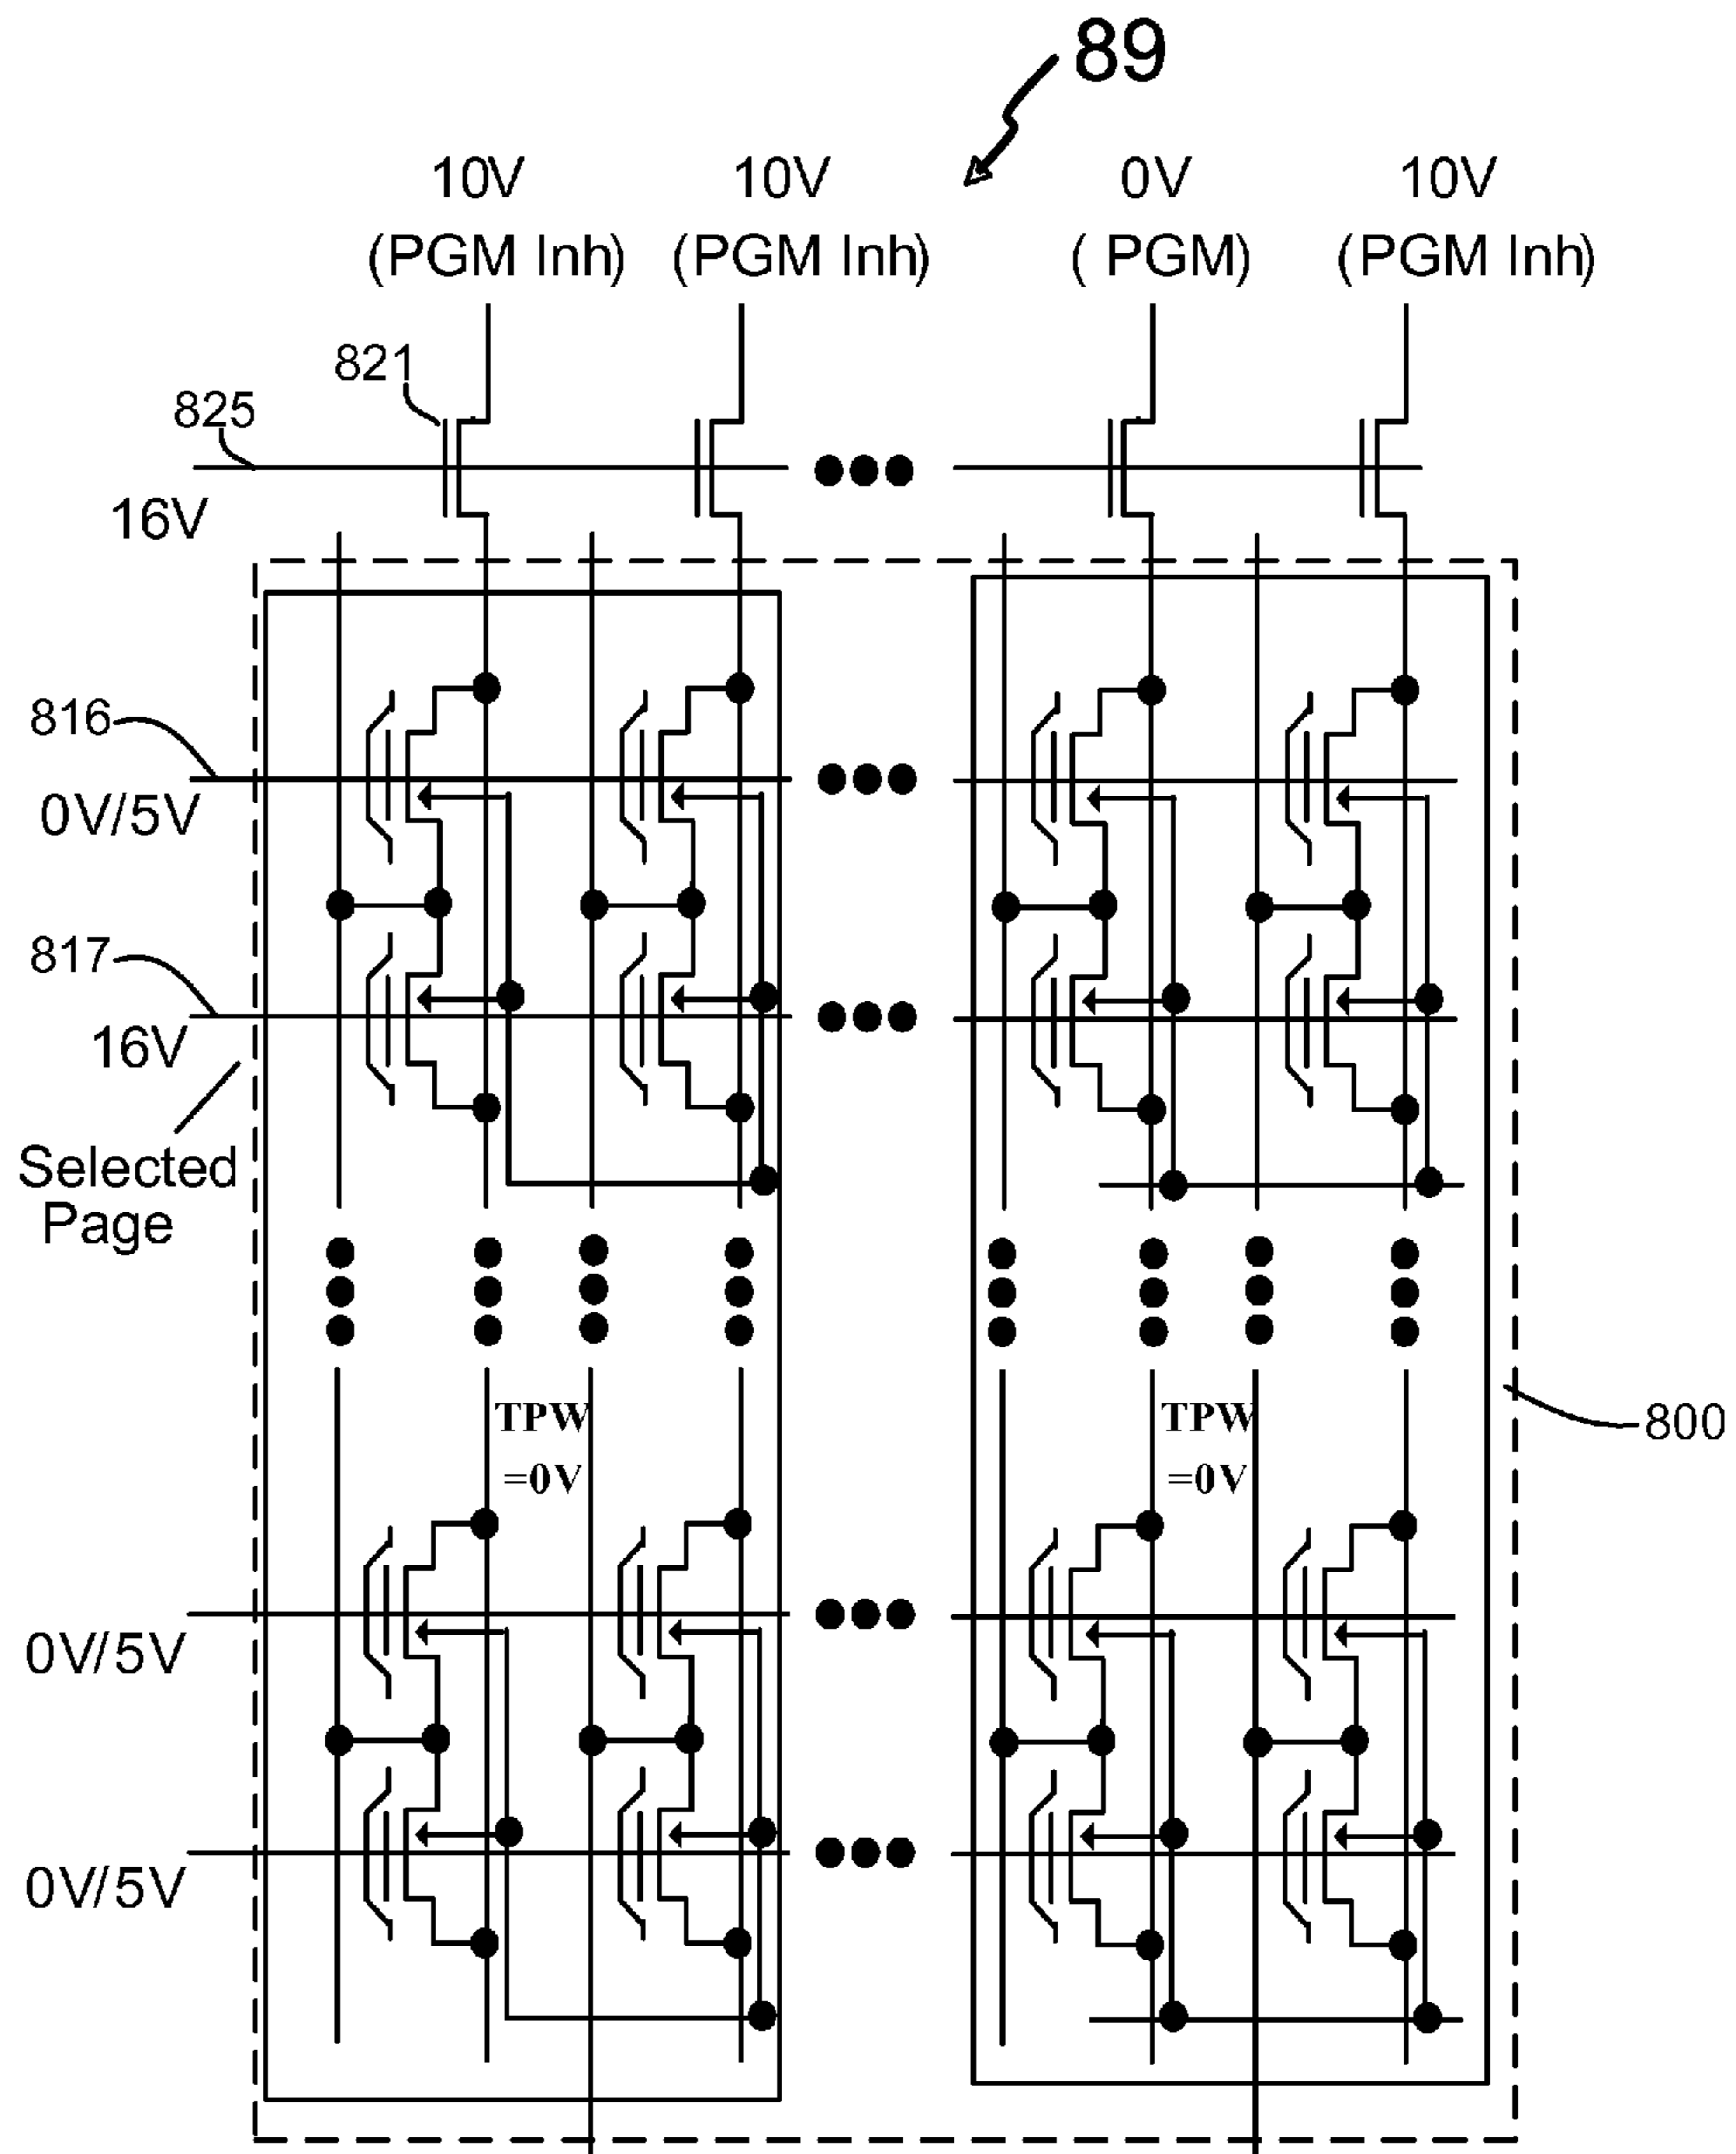 89
10V 10V 0V 10V
(PGM Inh) (PGM Inh) ( PGM) (PGM Inh)
821
825
16V
816
0V/5V
817
16V
Selected
Page
TPW TPW
=0V =0V
800
0V/5V
0V/5V